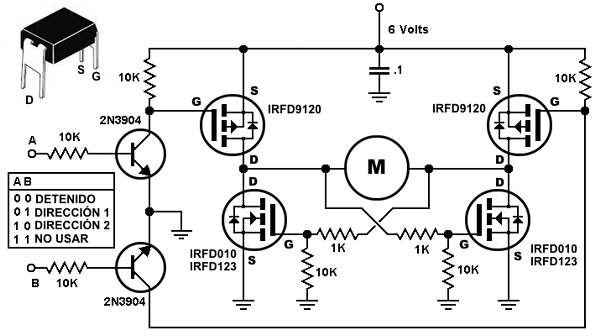 6 Volts
.1
S
G
D
10K
10K
G
S
IRFD9120
D
IRFD9120
S
G
D
2N3904
A
10K
M
A B
0 0 DETENIDO
0 1 DIRECCIÓN 1
1 0 DIRECCIÓN 2
1 1 NO USAR
D
G
S
IRFD010
IRFD123
1K
10K
1K
10K
D
G
S
IRFD010
IRFD123
B
10K
2N3904